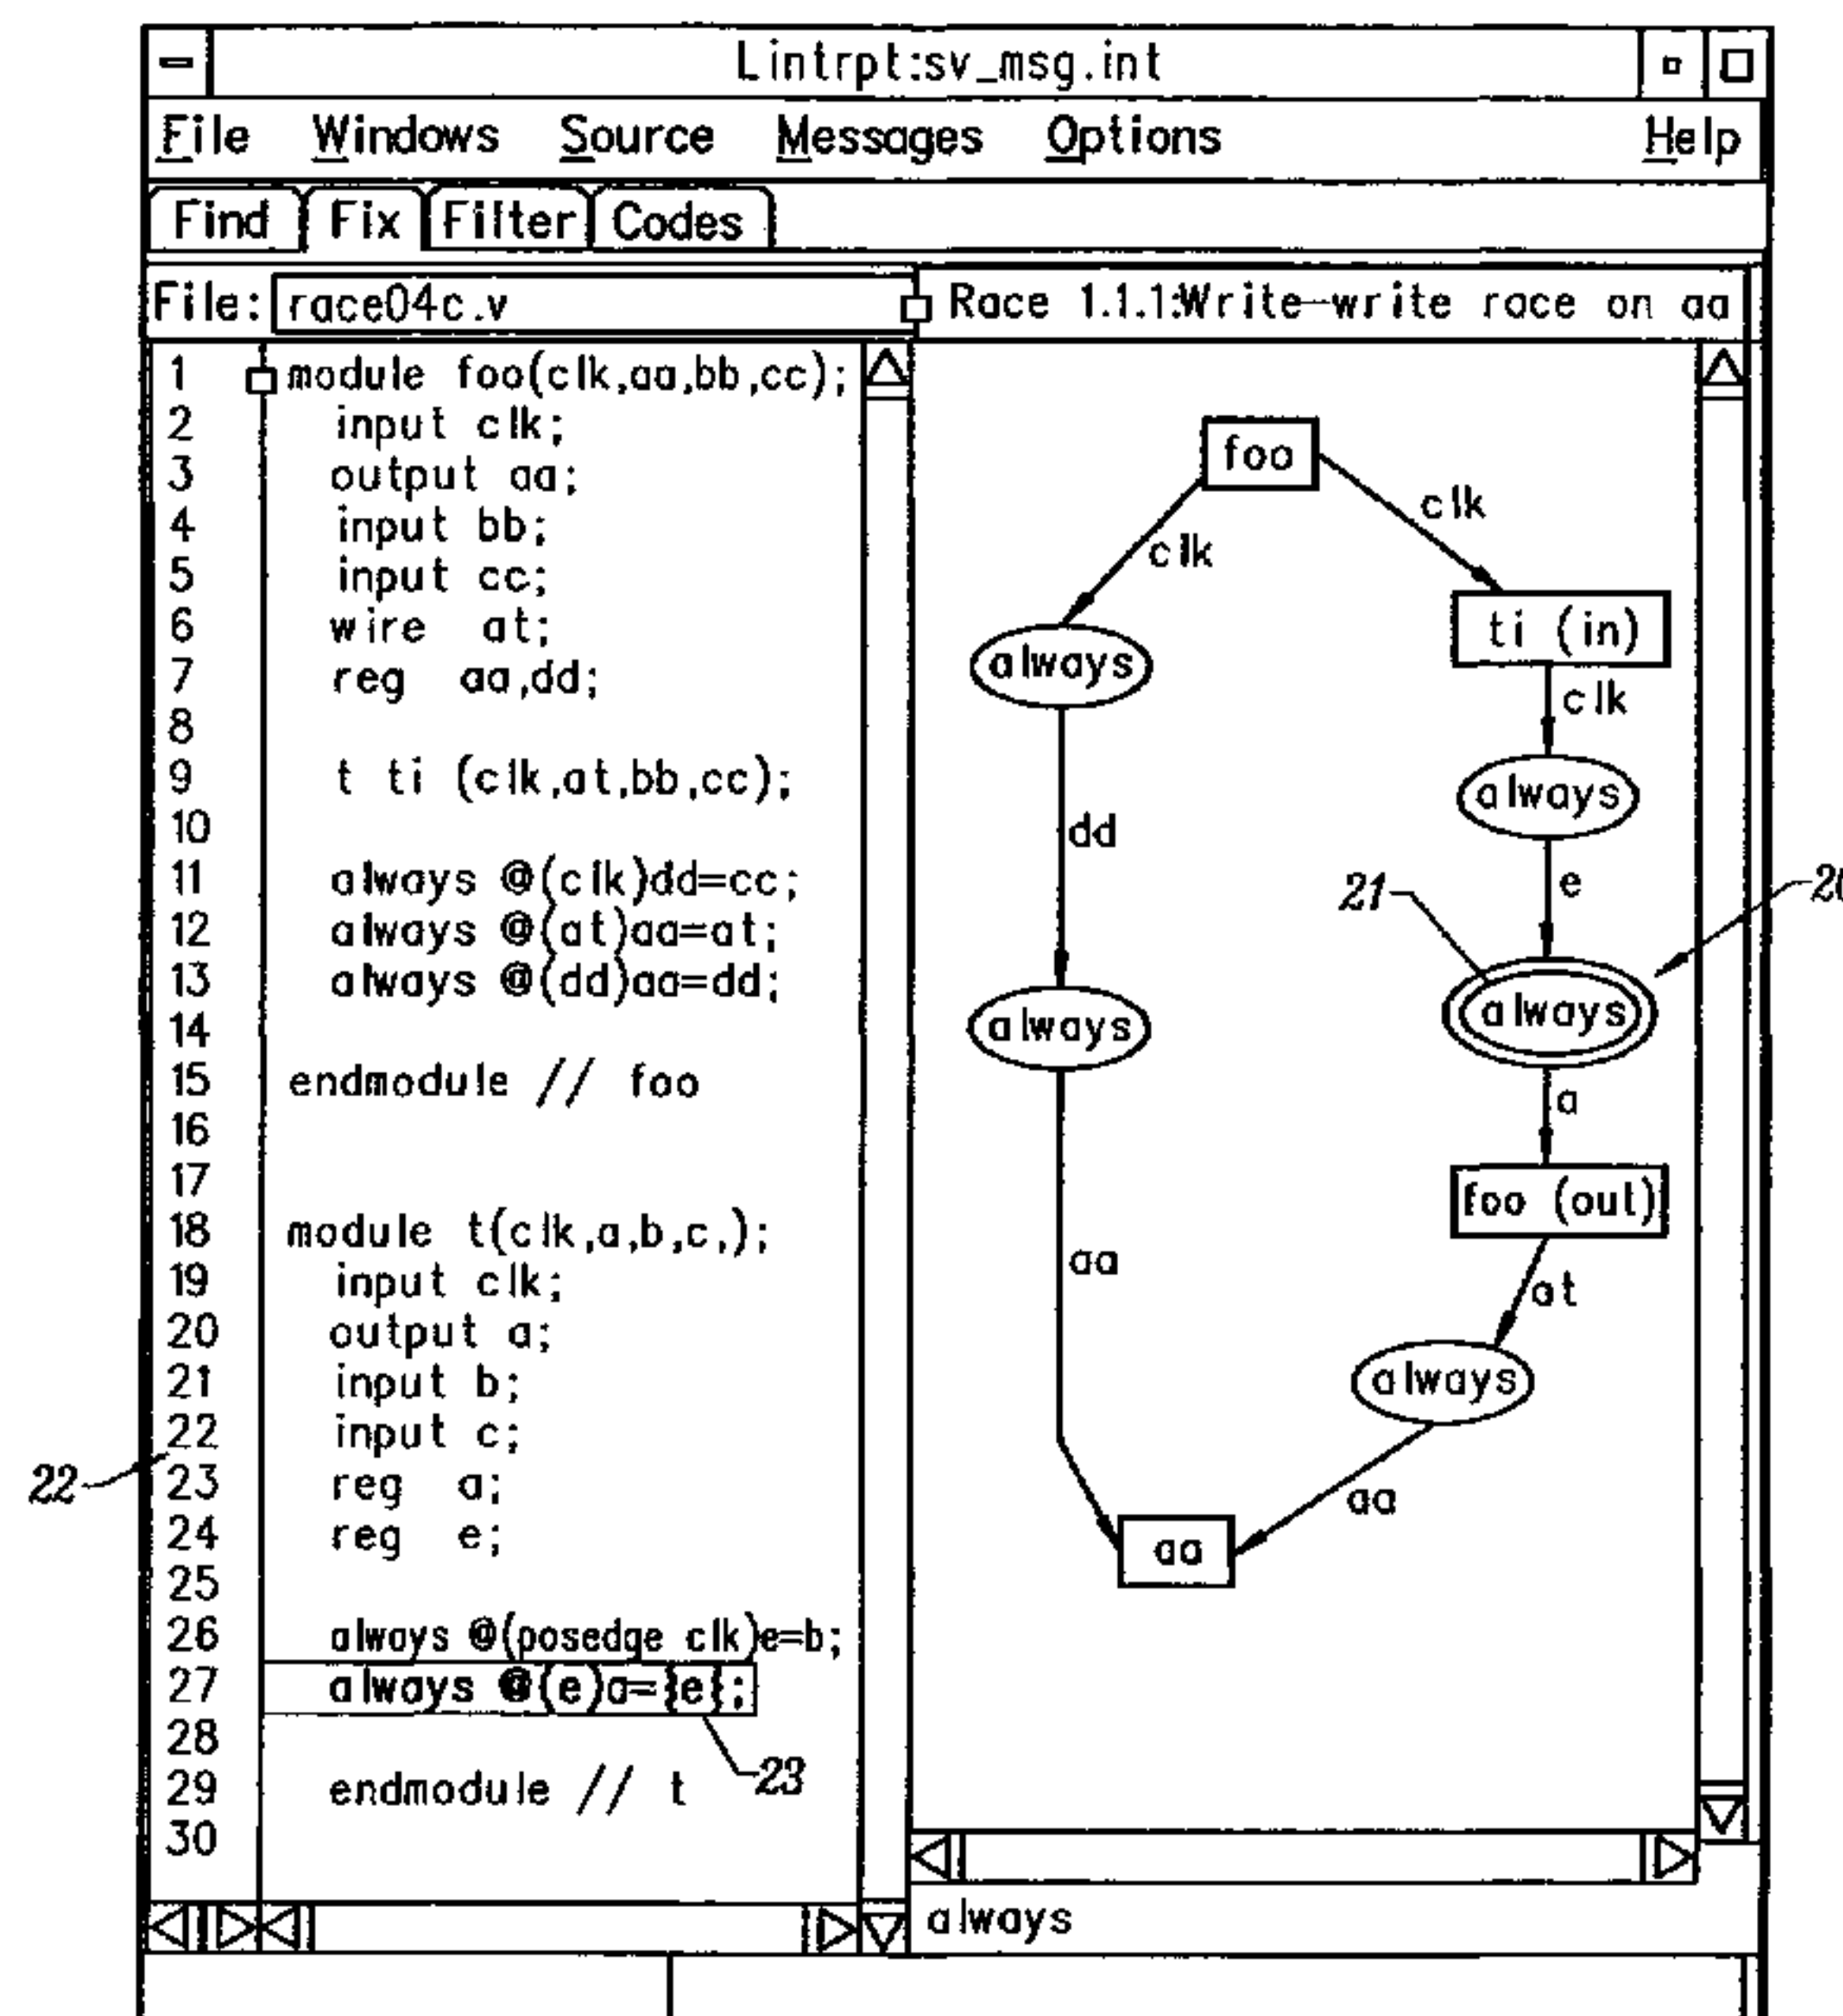 Lintrpt:sv_msg.int
File Windows Source Messages Options Help
Find Fix Filter Codes
File: race04c.v
1 module foo(clk,aa,bb,cc);
2 input clk;
3 output aa;
4 input bb;
5 input cc;
6 wire at;
7 reg aa,dd;
8
9 t ti (clk,at,bb,cc);
10
11 always @(clk)dd=cc;
12 always @(at)aa=at;
13 always @(dd)aa=dd;
14
15 endmodule // foo
16
17
18 module t(clk,a,b,c,);
19 input clk;
20 output a;
21 input b;
22 input c;
23 reg a;
24 reg e;
25
26 always @(posedge clk)e=b;
27 always @(e)a={e};
28
29 endmodule // t
30
22
23
Race 1.1.1:Write-write race on aa
foo
clk
clk
ti (in)
always
clk
always
dd
e
21
always
always
a
foo (out)
aa
at
always
aa
aa
always